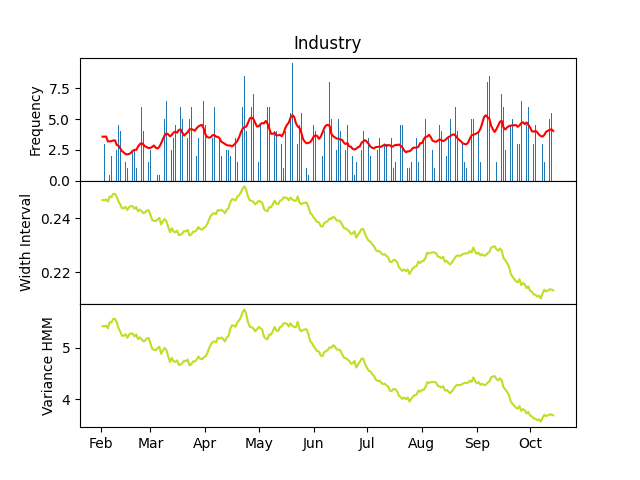 Industry
Frequency
7.5
5.0
2.5
0.0
Width Interval
0.24
0.22
Variance HMM
5
4
Feb Mar Apr May Jun Jul Aug Sep Oct